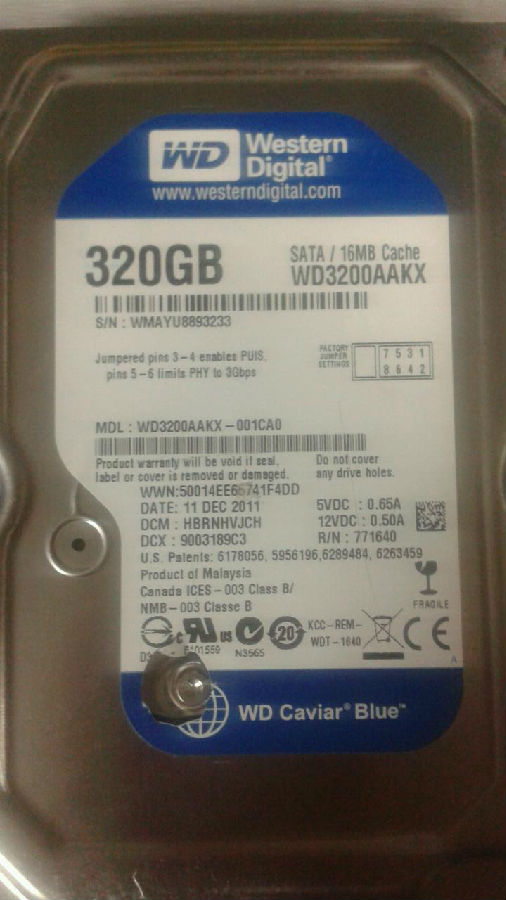 WD Western Digital®
www.westerndigital.com
320GB
SATA / 16MB Cache
WD3200AAKX
S/N : WMAYU8893233
Jumpered pins 3-4 enables PUIS,
pins 5-6 limits PHY to 3Gbps
FACTORY JUMPER SETTINGS
7 5 3 1
8 6 4 2
MDL : WD3200AAKX-001CA0
Product warranty will be void if seal,
label or cover is removed or damaged.
Do not cover
any drive holes.
WWN:50014EE65741F4DD
DATE: 11 DEC 2011
DCM : HBRNHVJCH
DCX : 9003189C3
5VDC : 0.65A
12VDC : 0.50A
R/N : 771640
U.S. Patents: 6178056, 5956196,6289484, 6263459
Product of Malaysia
Canada ICES-003 Class B/
NMB-003 Classe B
FRAGILE
US
N3565
20
KCC-REM-
WDT-1640
CE
A
WD Caviar® Blue™